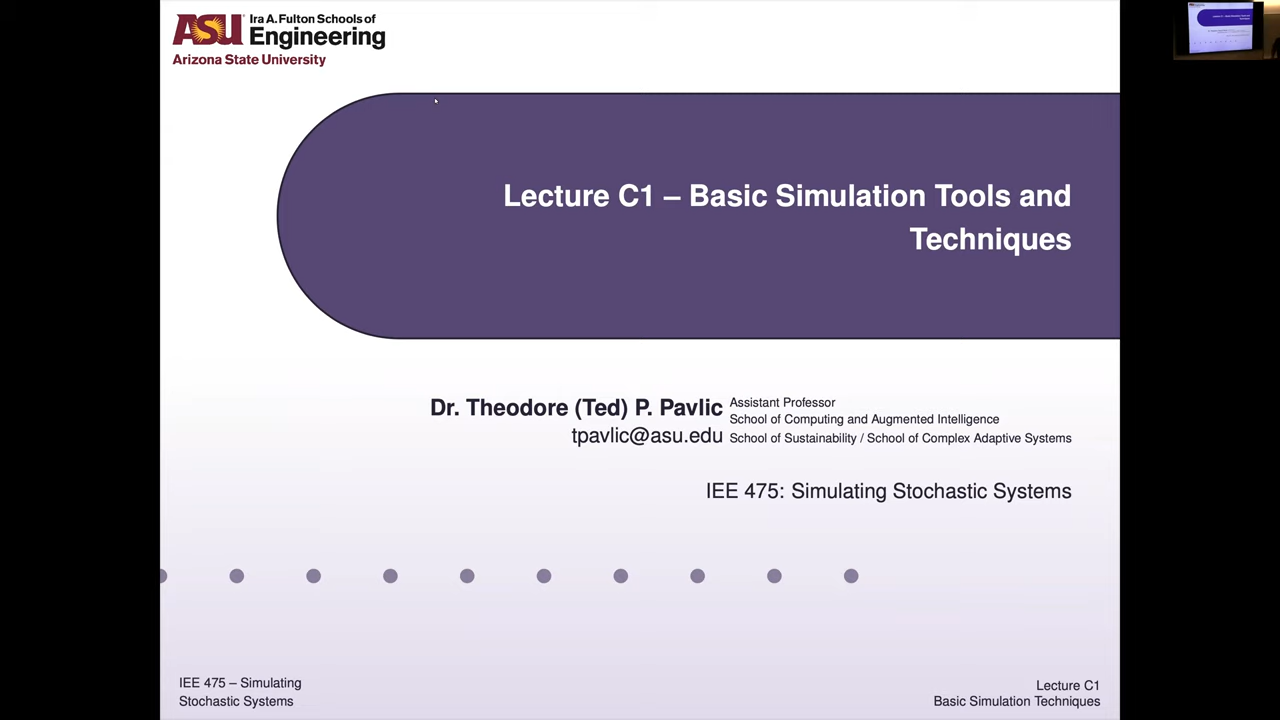 ASU Ira A. Fulton Schools of
Engineering
Arizona State University
Lecture C1 – Basic Simulation Tools and
Techniques
Dr. Theodore (Ted) P. Pavlic
tpavlic@asu.edu
Assistant Professor
School of Computing and Augmented Intelligence
School of Sustainability / School of Complex Adaptive Systems
IEE 475: Simulating Stochastic Systems
IEE 475 – Simulating
Stochastic Systems
Lecture C1
Basic Simulation Techniques